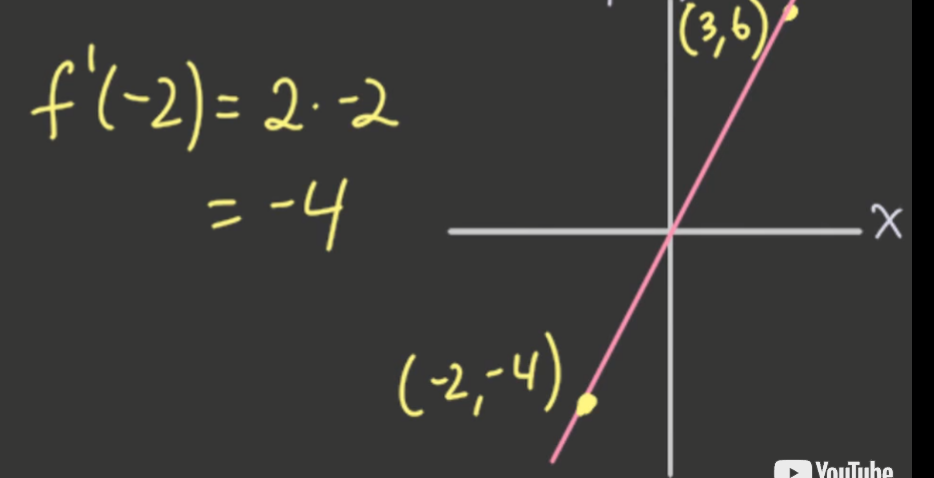 (3,6)
f'(-2) = 2 · -2
= -4
x
(-2,-4)
YouTube